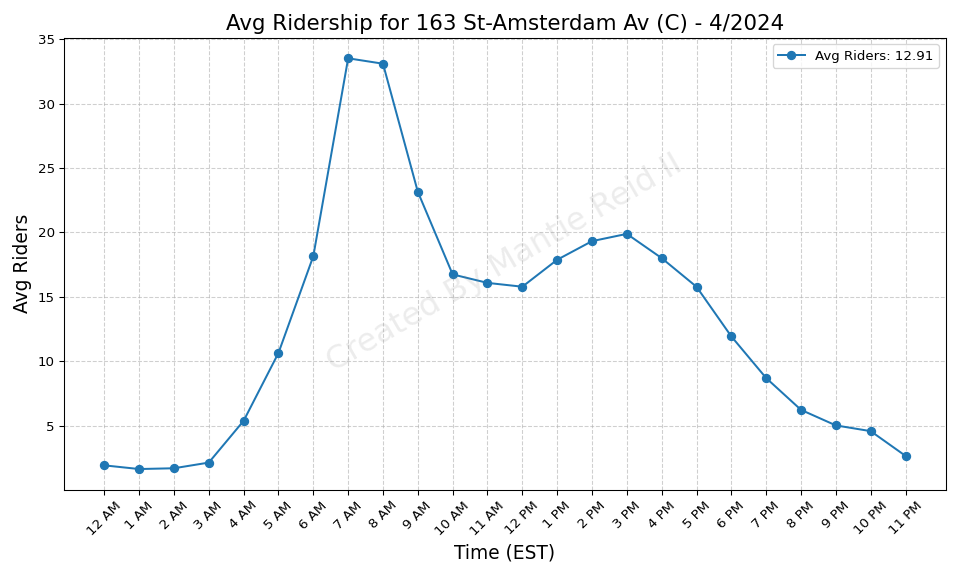 Avg Ridership for 163 St-Amsterdam Av (C) - 4/2024
Avg Riders: 12.91
35
30
25
20
15
10
5
Avg Riders
Created By Mantie Reid II
12 AM
1 AM
2 AM
3 AM
4 AM
5 AM
6 AM
7 AM
8 AM
9 AM
10 AM
11 AM
12 PM
1 PM
2 PM
3 PM
4 PM
5 PM
6 PM
7 PM
8 PM
9 PM
10 PM
11 PM
Time (EST)